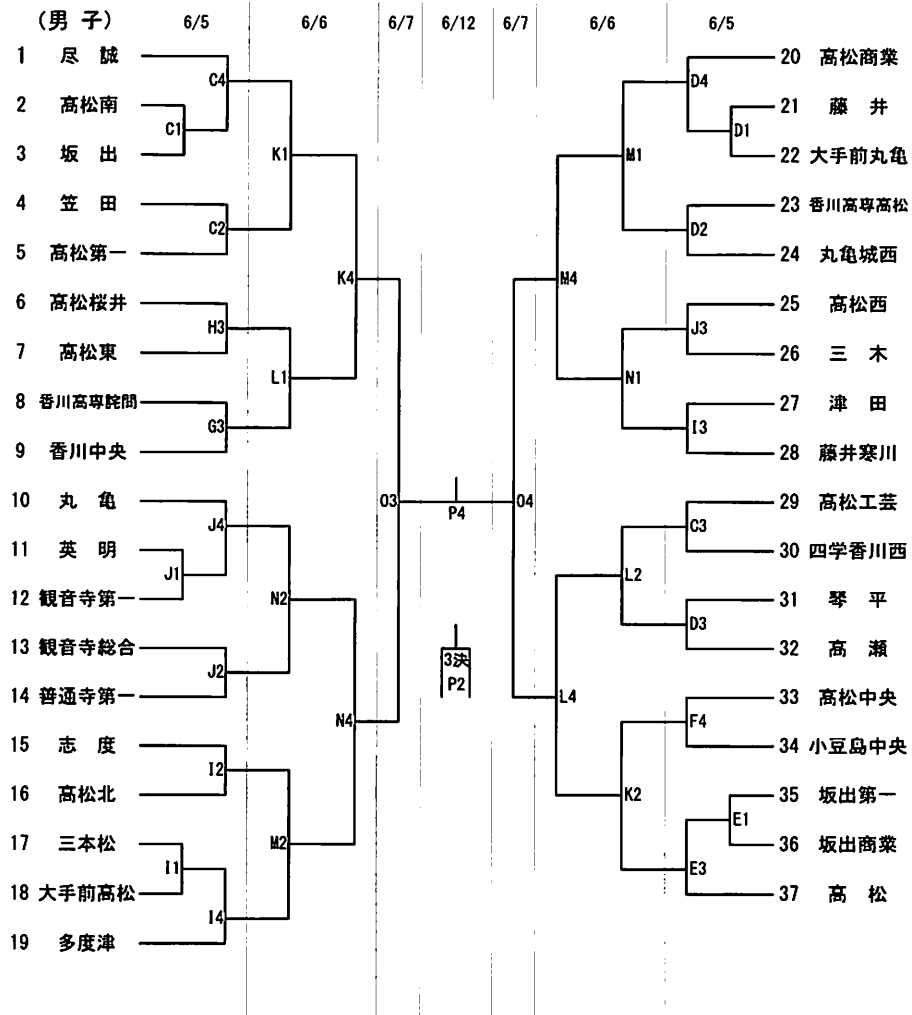 (男 子) 6/5 6/6 6/7 6/12 6/7 6/6 6/5
1 尽 誠
2 高松南
3 坂 出
4 笠 田
5 高松第一
6 高松桜井
7 高松東
8 香川高専詫間
9 香川中央
10 丸 亀
11 英 明
12 観音寺第一
13 観音寺総合
14 善通寺第一
15 志 度
16 高松北
17 三本松
18 大手前高松
19 多度津
C4
C1
C2
H3
G3
J4
J1
J2
I2
I1
I4
K1
L1
N2
M2
K4
N4
O3
P4
3決
P2
O4
M4
L4
M1
N1
L2
K2
D4
D1
D2
J3
I3
C3
D3
F4
E1
E3
20 高松商業
21 藤 井
22 大手前丸亀
23 香川高専高松
24 丸亀城西
25 高松西
26 三 木
27 津 田
28 藤井寒川
29 高松工芸
30 四学香川西
31 琴 平
32 高 瀬
33 高松中央
34 小豆島中央
35 坂出第一
36 坂出商業
37 高 松